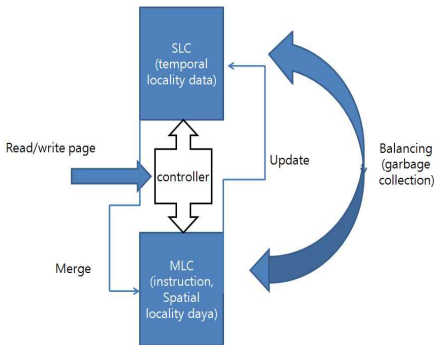 SLC
(temporal
locality data)
Read/write page
controller
Update
Balancing
(garbage
collection)
Merge
MLC
(instruction,
Spatial
locality daya)